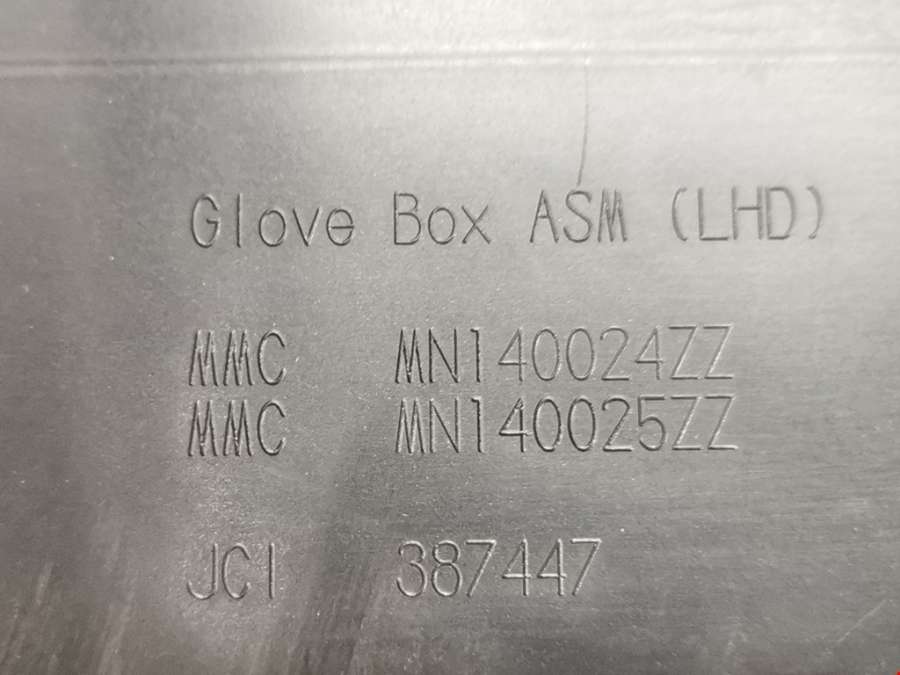 Glove Box ASM (LHD)
MMC MN140024ZZ
MMC MN140025ZZ
JCI 387447